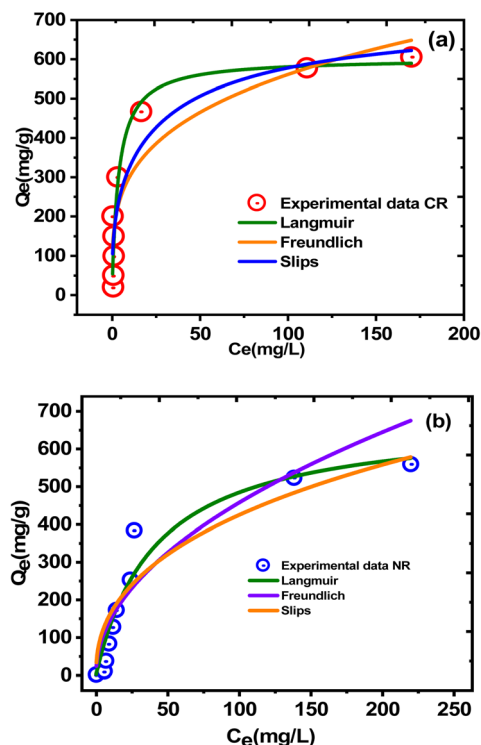 700
(a)
600
500
400
300
200
100
0
Qe(mg/g)
Experimental data CR
Langmuir
Freundlich
Slips
0 50 100 150 200
Ce(mg/L)
700
(b)
600
500
400
300
200
100
0
Qe(mg/g)
Experimental data NR
Langmuir
Freundlich
Slips
0 50 100 150 200 250
Ce(mg/L)